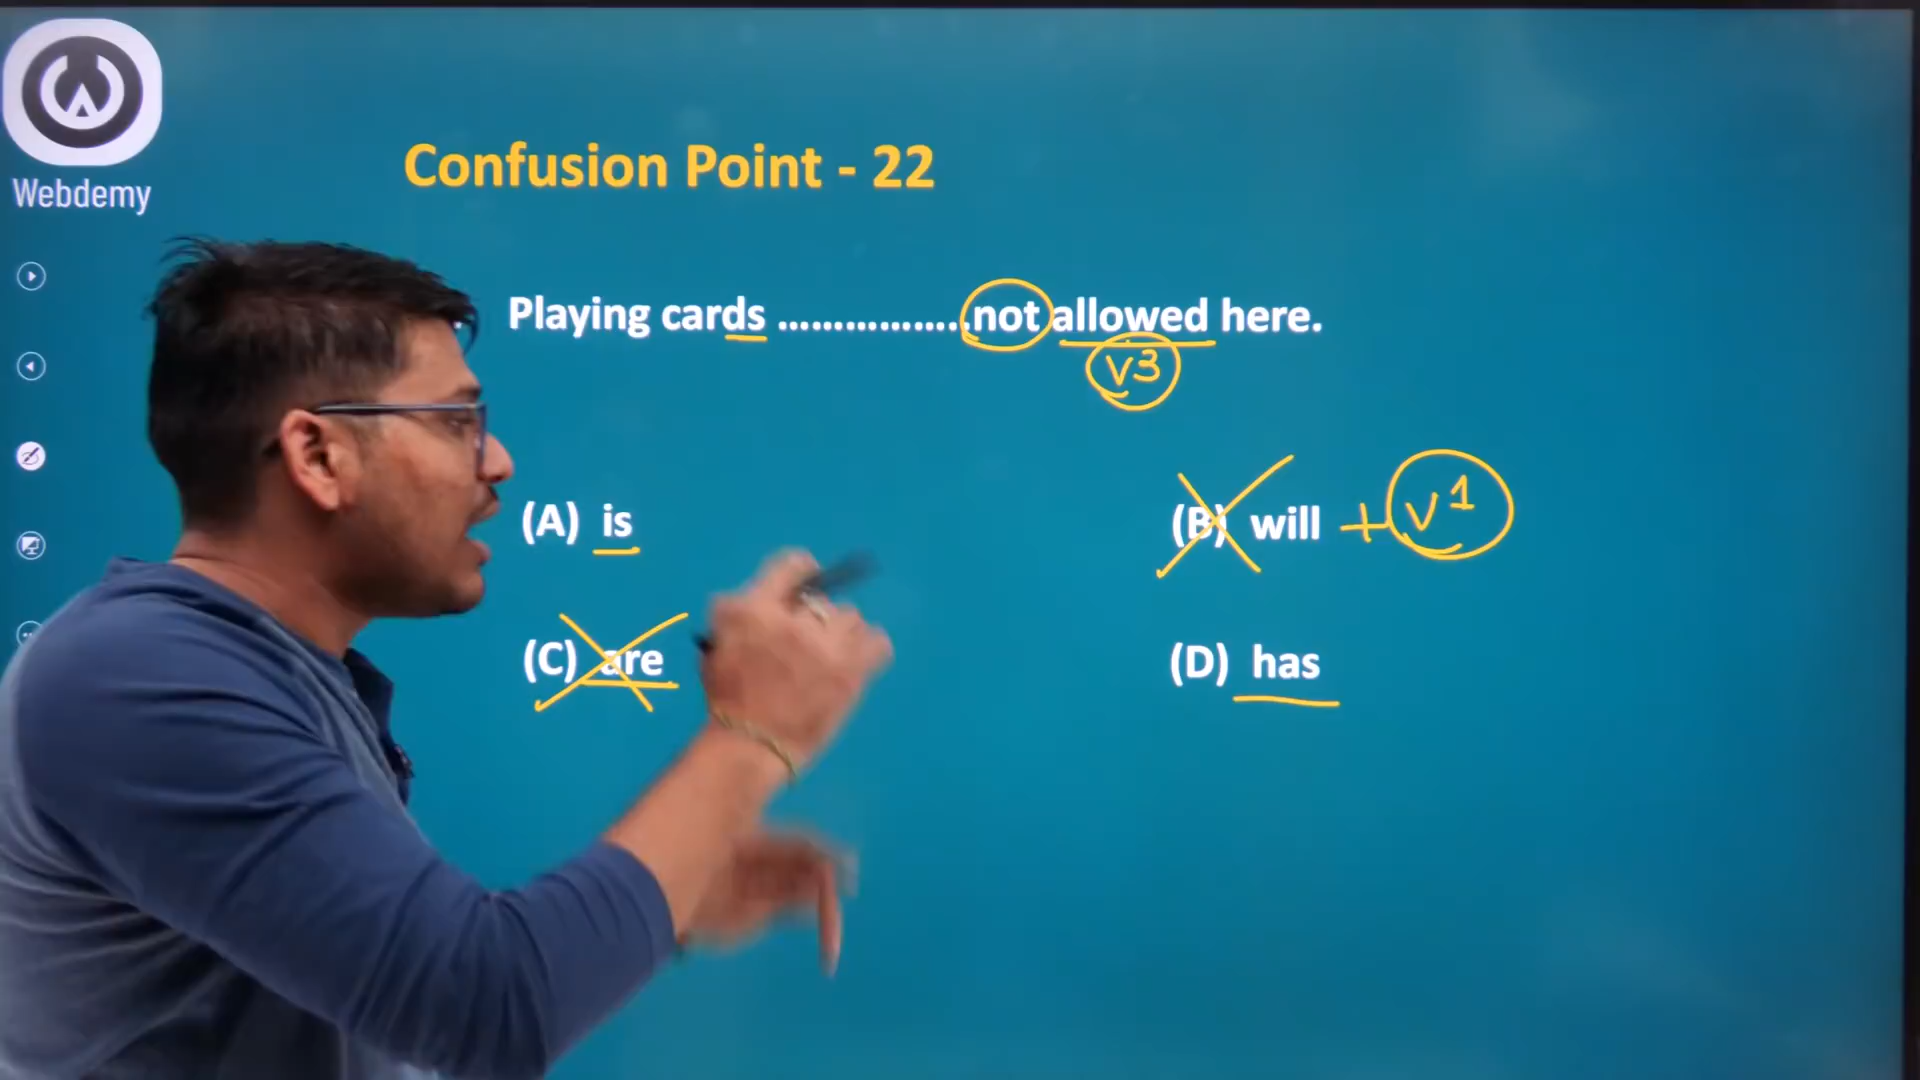 Webdemy
Confusion Point - 22
Playing cards ................. not allowed here.
v3
(A) is
(B) will + v1
(C) are
(D) has